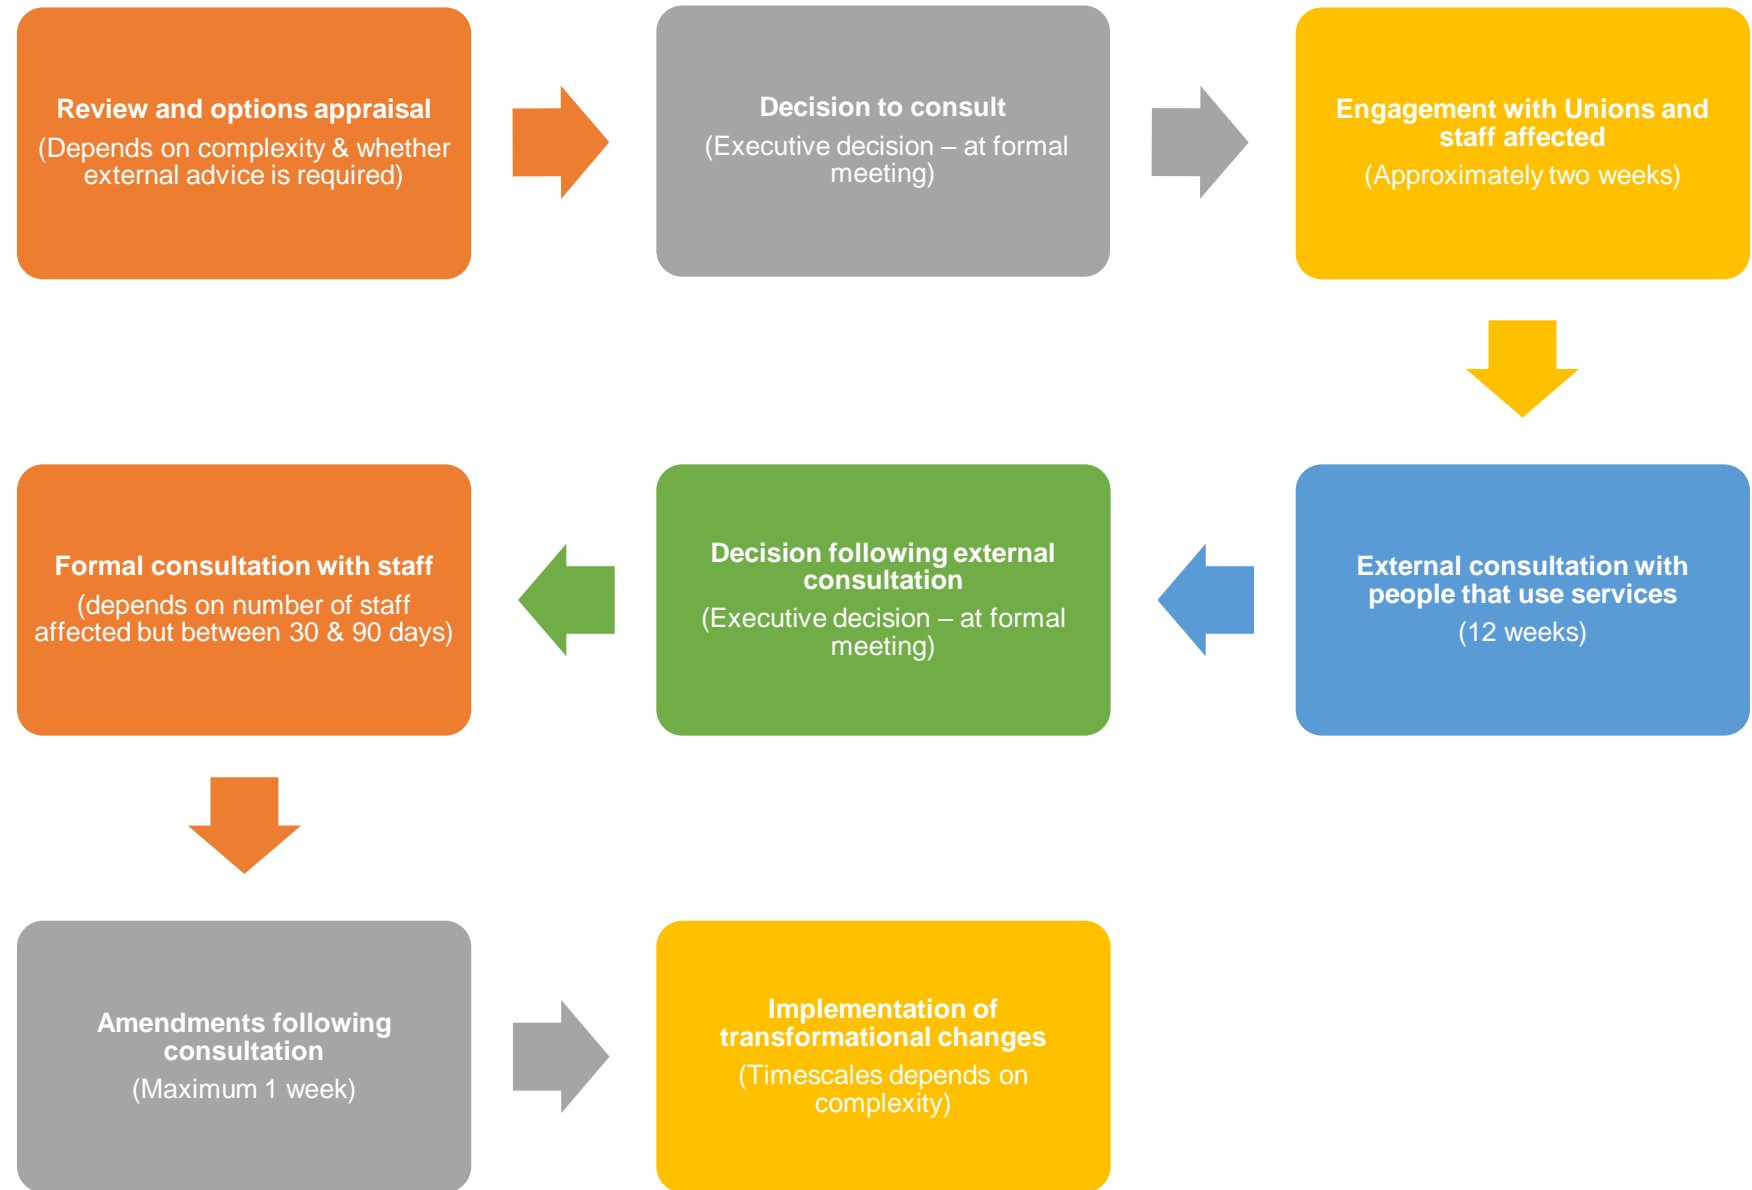 Review and options appraisal
(Depends on complexity & whether
external advice is required)
Decision to consult
(Executive decision – at formal
meeting)
Engagement with Unions and
staff affected
(Approximately two weeks)
External consultation with
people that use services
(12 weeks)
Decision following external
consultation
(Executive decision – at formal
meeting)
Formal consultation with staff
(depends on number of staff
affected but between 30 & 90 days)
Amendments following
consultation
(Maximum 1 week)
Implementation of
transformational changes
(Timescales depends on
complexity)